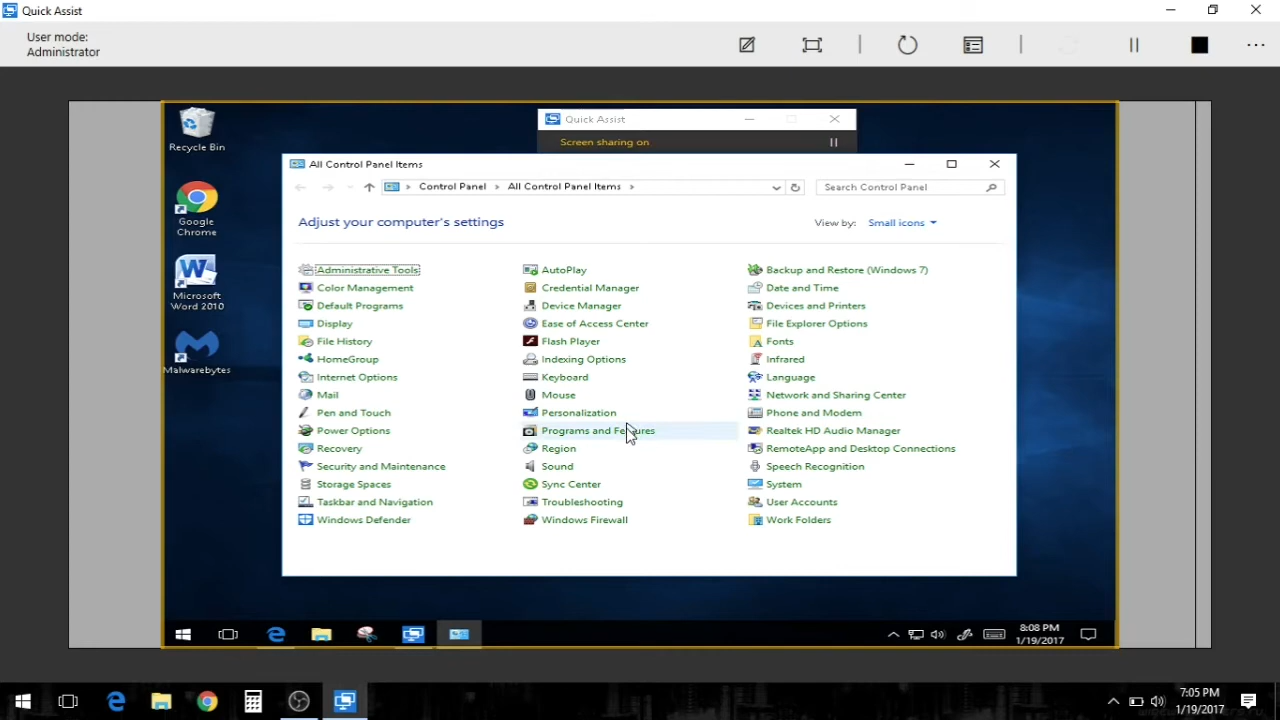 Quick Assist
User mode:
Administrator
Recycle Bin
Google
Chrome
Microsoft
Word 2010
Malwarebytes
Quick Assist
Screen sharing on
All Control Panel Items
Control Panel
All Control Panel Items
Search Control Panel
Adjust your computer's settings
View by: Small icons
Administrative Tools
AutoPlay
Backup and Restore (Windows 7)
Color Management
Credential Manager
Date and Time
Default Programs
Device Manager
Devices and Printers
Display
Ease of Access Center
File Explorer Options
File History
Flash Player
Fonts
HomeGroup
Indexing Options
Infrared
Internet Options
Keyboard
Language
Mail
Mouse
Network and Sharing Center
Pen and Touch
Personalization
Phone and Modem
Power Options
Programs and Features
Realtek HD Audio Manager
Recovery
Region
RemoteApp and Desktop Connections
Security and Maintenance
Sound
Speech Recognition
Storage Spaces
Sync Center
System
Taskbar and Navigation
Troubleshooting
User Accounts
Windows Defender
Windows Firewall
Work Folders
8:08 PM
1/19/2017
7:05 PM
1/19/2017